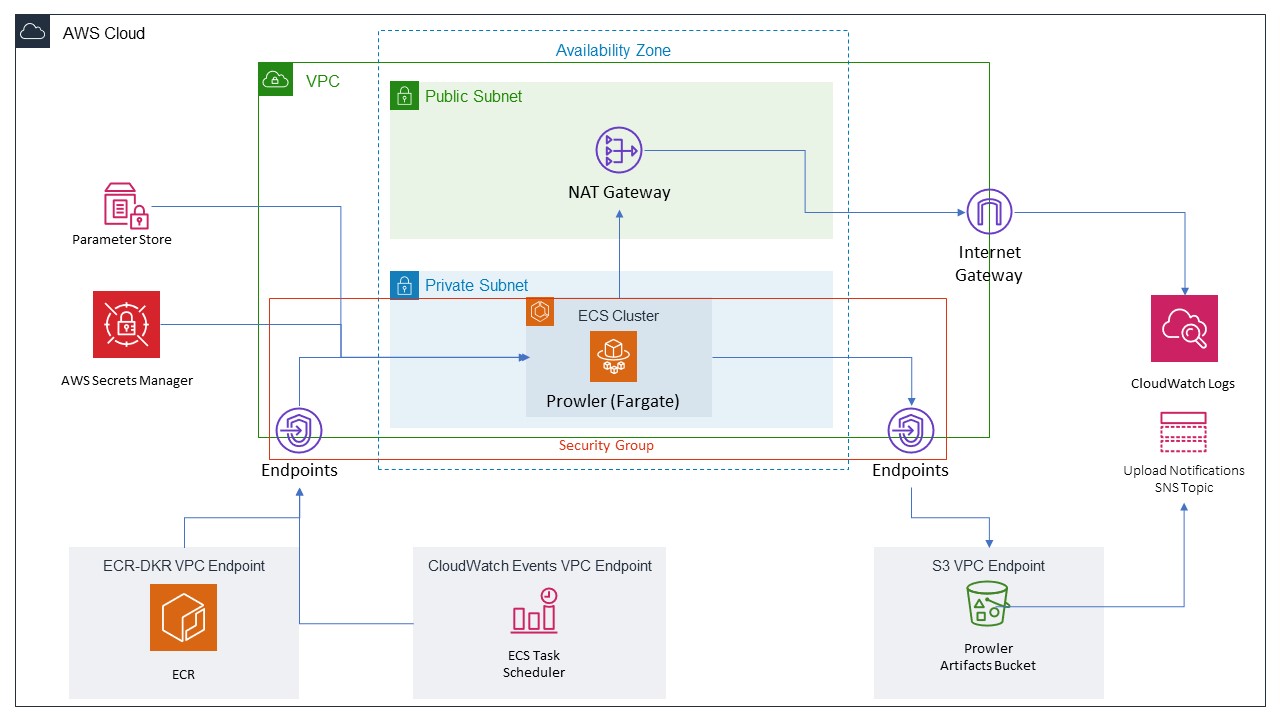 AWS Cloud
Availability Zone
VPC
Public Subnet
NAT Gateway
Parameter Store
Internet
Gateway
Private Subnet
ECS Cluster
AWS Secrets Manager
CloudWatch Logs
Prowler (Fargate)
Security Group
Endpoints
Endpoints
Upload Notifications
SNS Topic
ECR-DKR VPC Endpoint
CloudWatch Events VPC Endpoint
S3 VPC Endpoint
ECR
ECS Task
Scheduler
Prowler
Artifacts Bucket